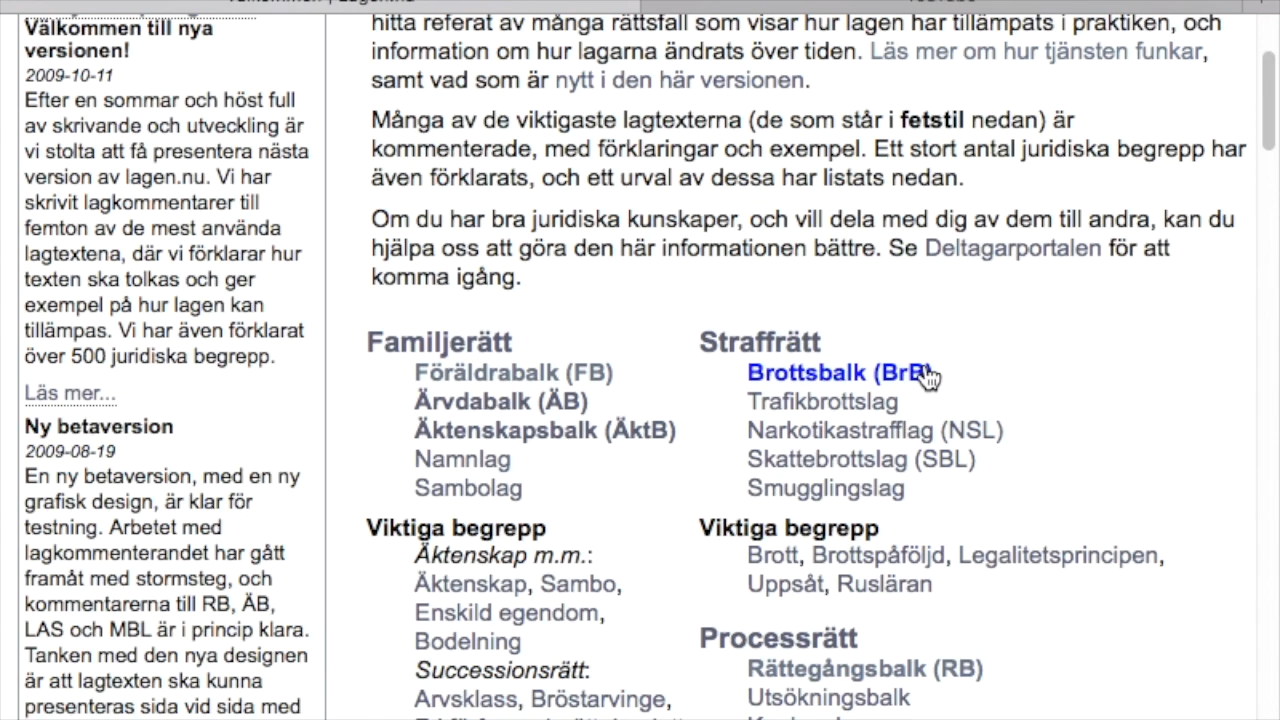 Välkommen till nya
versionen!
2009-10-11
Efter en sommar och höst full
av skrivande och utveckling är
vi stolta att få presentera nästa
version av lagen.nu. Vi har
skrivit lagkommentarer till
femton av de mest använda
lagtextena, där vi förklarar hur
texten ska tolkas och ger
exempel på hur lagen kan
tillämpas. Vi har även förklarat
över 500 juridiska begrepp.
Läs mer...
Ny betaversion
2009-08-19
En ny betaversion, med en ny
grafisk design, är klar för
testning. Arbetet med
lagkommenterandet har gått
framåt med stormsteg, och
kommentarerna till RB, ÄB,
LAS och MBL är i princip klara.
Tanken med den nya designen
är att lagtexten ska kunna
presenteras sida vid sida med
hitta referat av många rättsfall som visar hur lagen har tillämpats i praktiken, och
information om hur lagarna ändrats över tiden. Läs mer om hur tjänsten funkar,
samt vad som är nytt i den här versionen.
Många av de viktigaste lagtexterna (de som står i fetstil nedan) är
kommenterade, med förklaringar och exempel. Ett stort antal juridiska begrepp har
även förklarats, och ett urval av dessa har listats nedan.
Om du har bra juridiska kunskaper, och vill dela med dig av dem till andra, kan du
hjälpa oss att göra den här informationen bättre. Se Deltagarportalen för att
komma igång.
Familjerätt
Föräldrabalk (FB)
Ärvdabalk (ÄB)
Äktenskapsbalk (ÄktB)
Namnlag
Sambolag
Viktiga begrepp
Äktenskap m.m.:
Äktenskap, Sambo,
Enskild egendom,
Bodelning
Successionsrätt:
Arvsklass, Bröstarvinge,
Straffrätt
Brottsbalk (BrB)
Trafikbrottslag
Narkotikastrafflag (NSL)
Skattebrottslag (SBL)
Smugglingslag
Viktiga begrepp
Brott, Brottspåföljd, Legalitetsprincipen,
Uppsåt, Rusläran
Processrätt
Rättegångsbalk (RB)
Utsökningsbalk